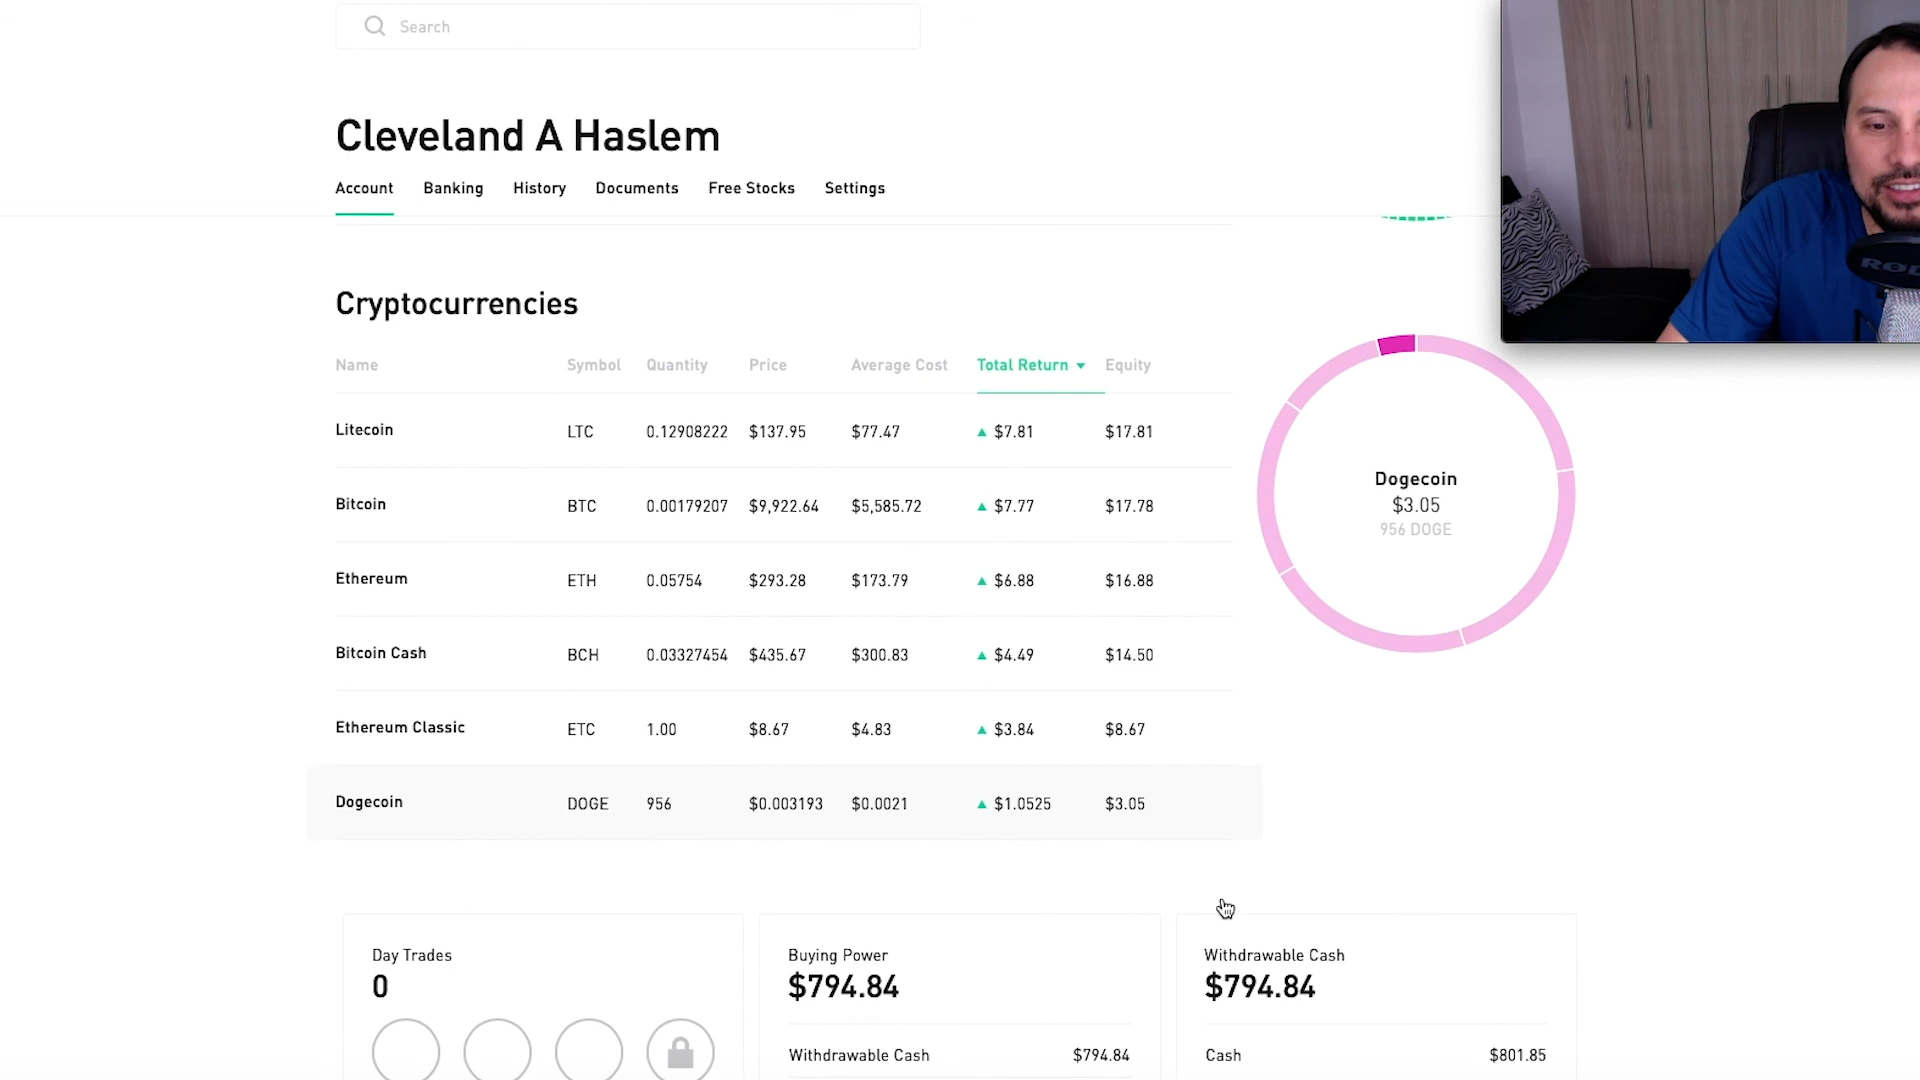 Search
Cleveland A Haslem
Account Banking History Documents Free Stocks Settings
Cryptocurrencies
Name Symbol Quantity Price Average Cost Total Return Equity
Litecoin LTC 0.12908222 $137.95 $77.47 $7.81 $17.81
Bitcoin BTC 0.00179207 $9,922.64 $5,585.72 $7.77 $17.78
Ethereum ETH 0.05754 $293.28 $173.79 $6.88 $16.88
Bitcoin Cash BCH 0.03327454 $435.67 $300.83 $4.49 $14.50
Ethereum Classic ETC 1.00 $8.67 $4.83 $3.84 $8.67
Dogecoin DOGE 956 $0.003193 $0.0021 $1.0525 $3.05
Dogecoin
$3.05
956 DOGE
Day Trades
0
Buying Power
$794.84
Withdrawable Cash $794.84
Withdrawable Cash
$794.84
Cash $801.85